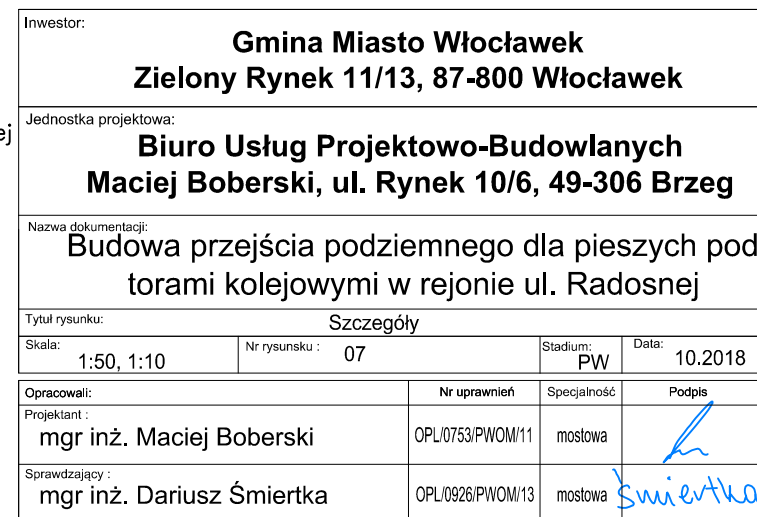 Inwestor:
Gmina Miasto Włocławek
Zielony Rynek 11/13, 87-800 Włocławek
ej
Jednostka projektowa:
Biuro Usług Projektowo-Budowlanych
Maciej Boberski, ul. Rynek 10/6, 49-306 Brzeg
Nazwa dokumentacji:
Budowa przejścia podziemnego dla pieszych pod
torami kolejowymi w rejonie ul. Radosnej
Tytuł rysunku: Szczegóły
Skala: 1:50, 1:10 Nr rysunsku : 07 Stadium: PW Data: 10.2018
Opracowali: Nr uprawnień Specjalność Podpis
Projektant :
mgr inż. Maciej Boberski OPL/0753/PWOM/11 mostowa
Sprawdzający :
mgr inż. Dariusz Śmiertka OPL/0926/PWOM/13 mostowa Śmiertka